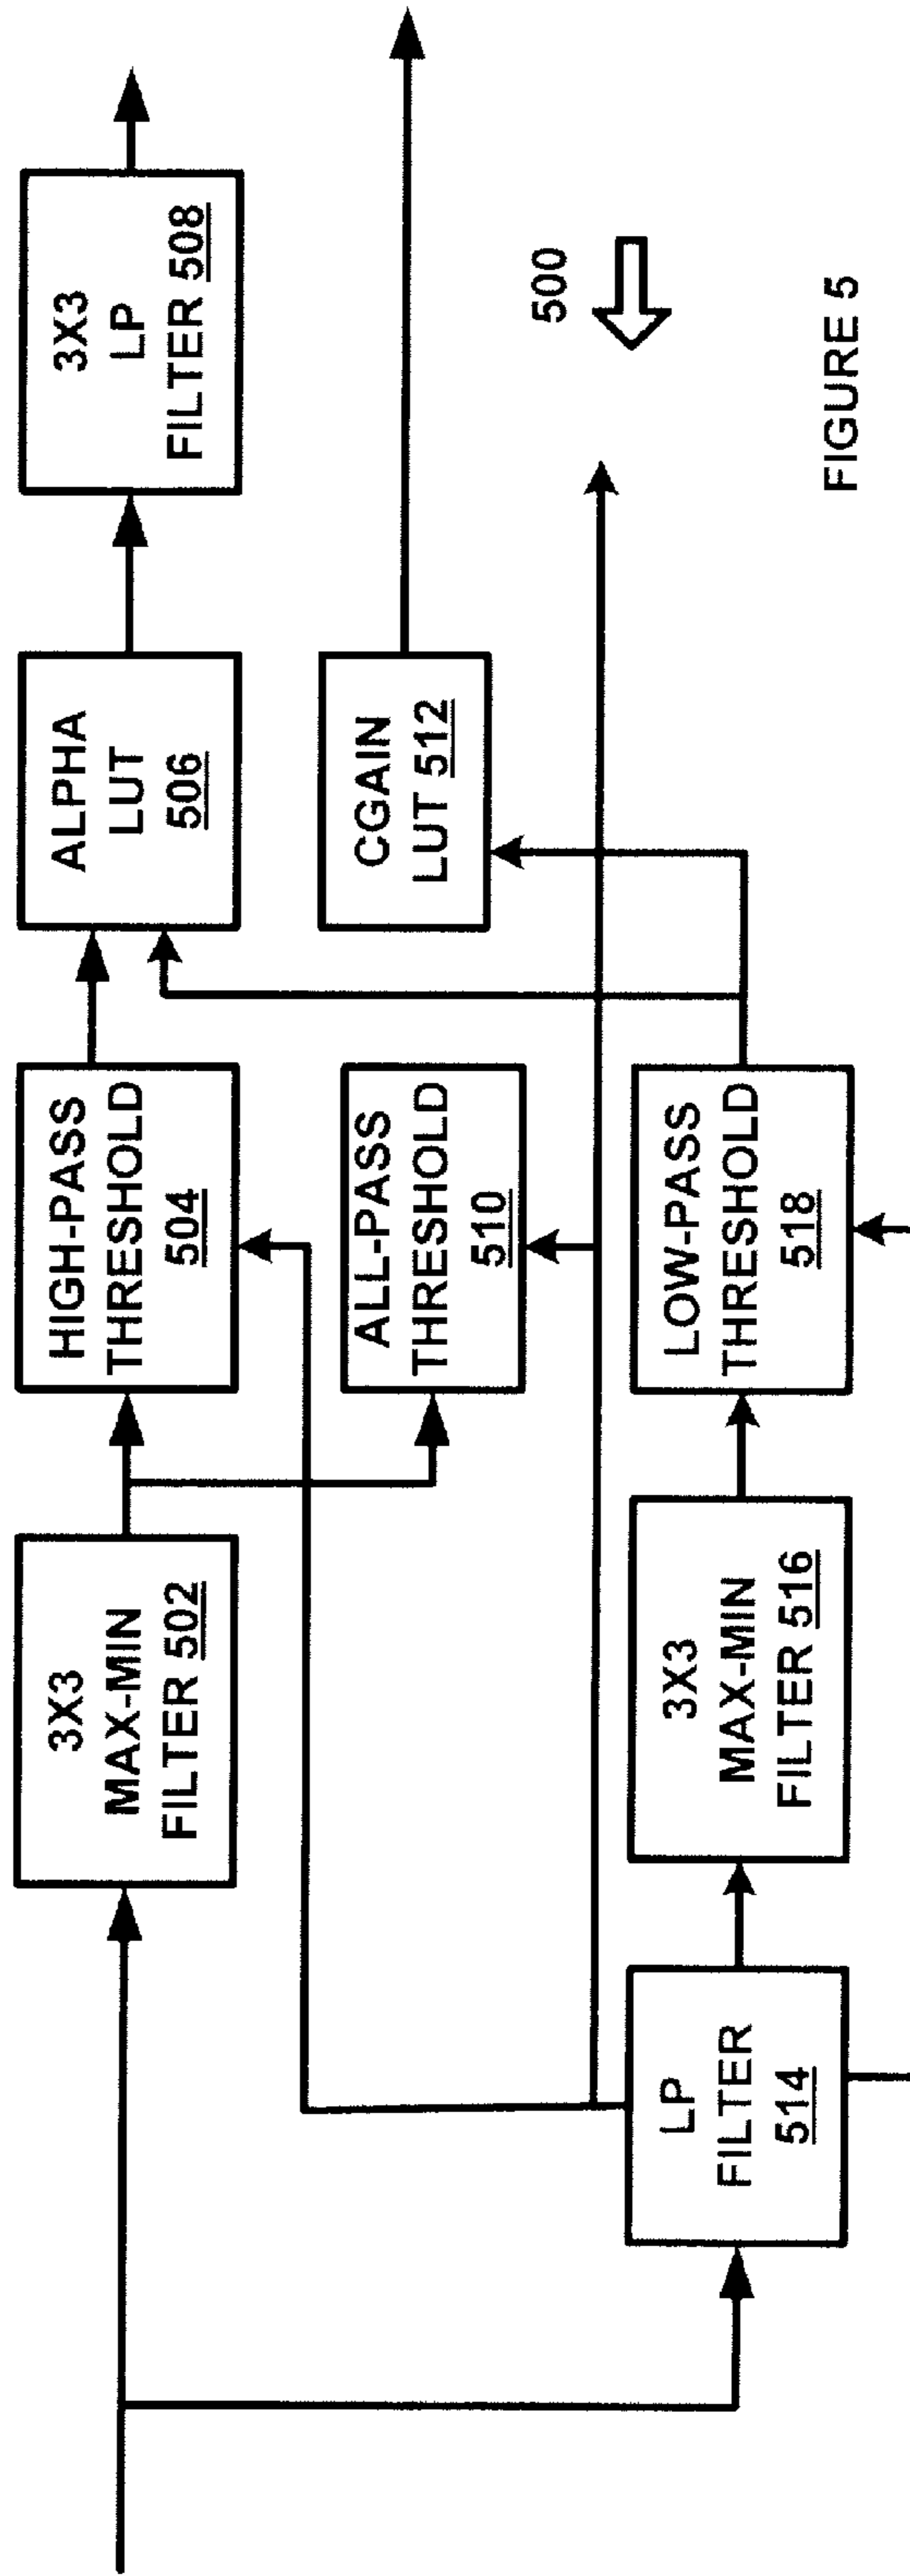 3X3
MAX-MIN
FILTER 502
HIGH-PASS
THRESHOLD
504
ALPHA
LUT
506
3X3
LP
FILTER 508
ALL-PASS
THRESHOLD
510
CGAIN
LUT 512
LP
FILTER
514
3X3
MAX-MIN
FILTER 516
LOW-PASS
THRESHOLD
518
500
FIGURE 5